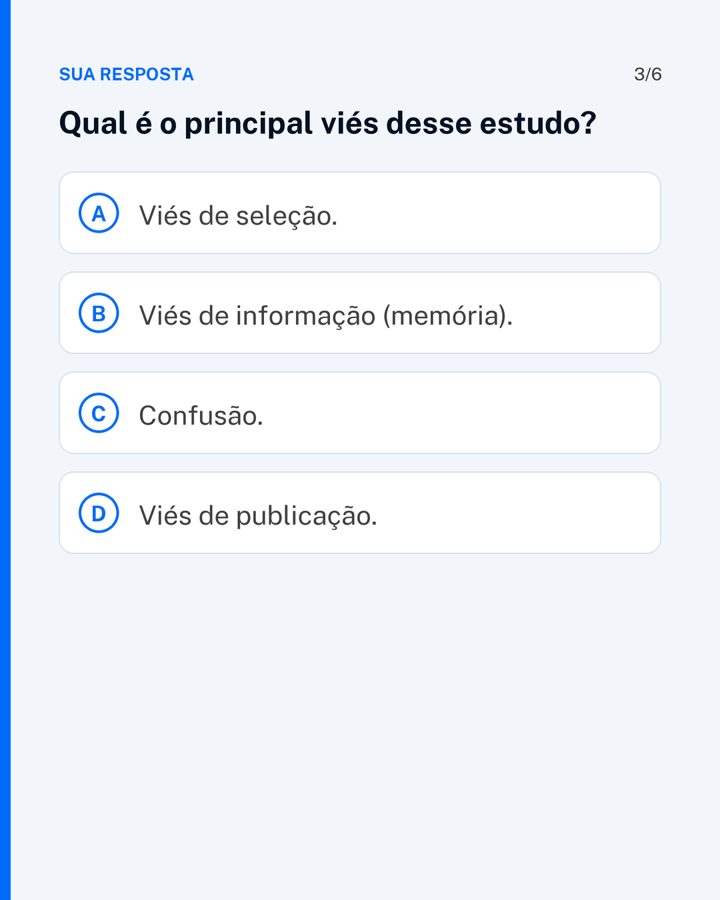 SUA RESPOSTA
3/6
Qual é o principal viés desse estudo?
A
Viés de seleção.
B
Viés de informação (memória).
C
Confusão.
D
Viés de publicação.